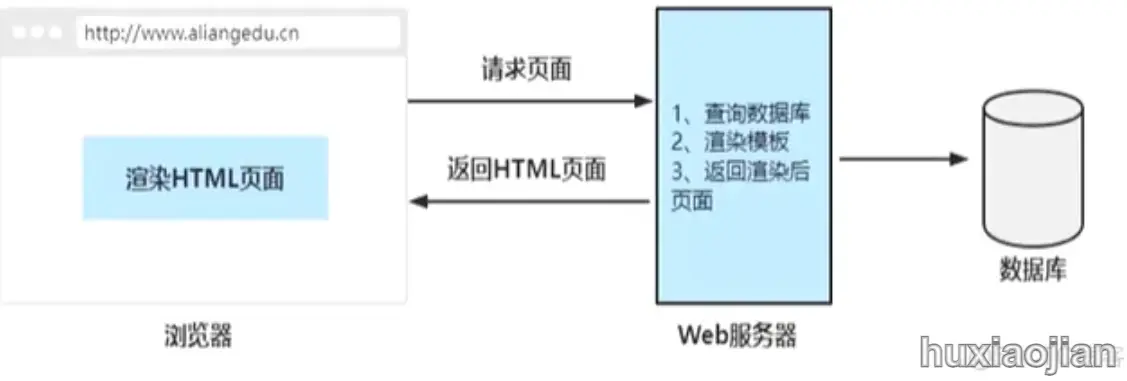 http://www.aliangedu.cn
请求页面
1、查询数据库
2、渲染模板
3、返回渲染后
页面
渲染HTML页面
返回HTML页面
数据库
浏览器
Web服务器
huxiaojian